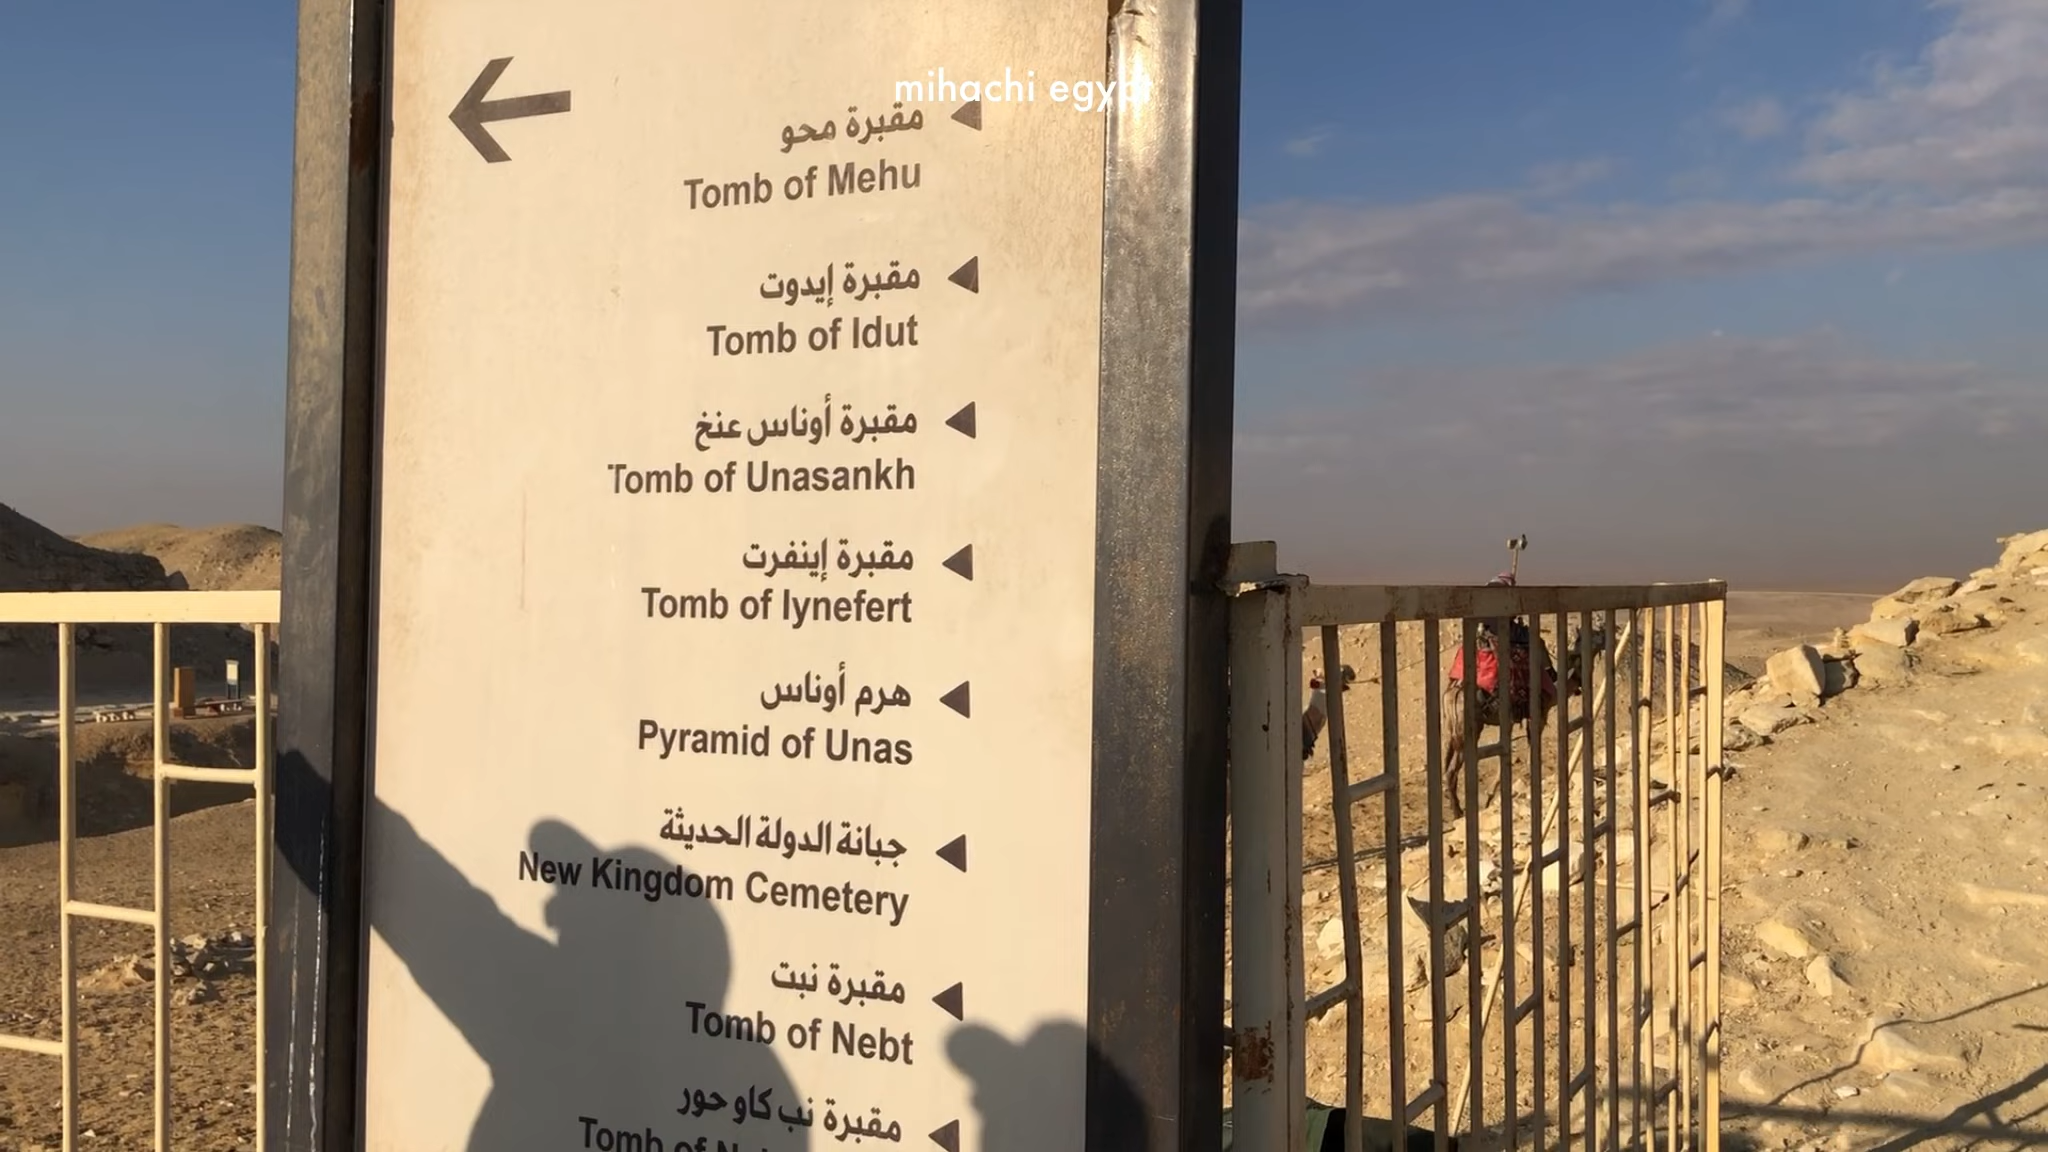 mihachi egypt
مقبرة محو
Tomb of Mehu
مقبرة إيدوت
Tomb of Idut
مقبرة أوناس عنخ
Tomb of Unasankh
مقبرة إينفرت
Tomb of Iynefert
هرم أوناس
Pyramid of Unas
جبانة الدولة الحديثة
New Kingdom Cemetery
مقبرة نبت
Tomb of Nebt
مقبرة نب كاو حور
Tomb of